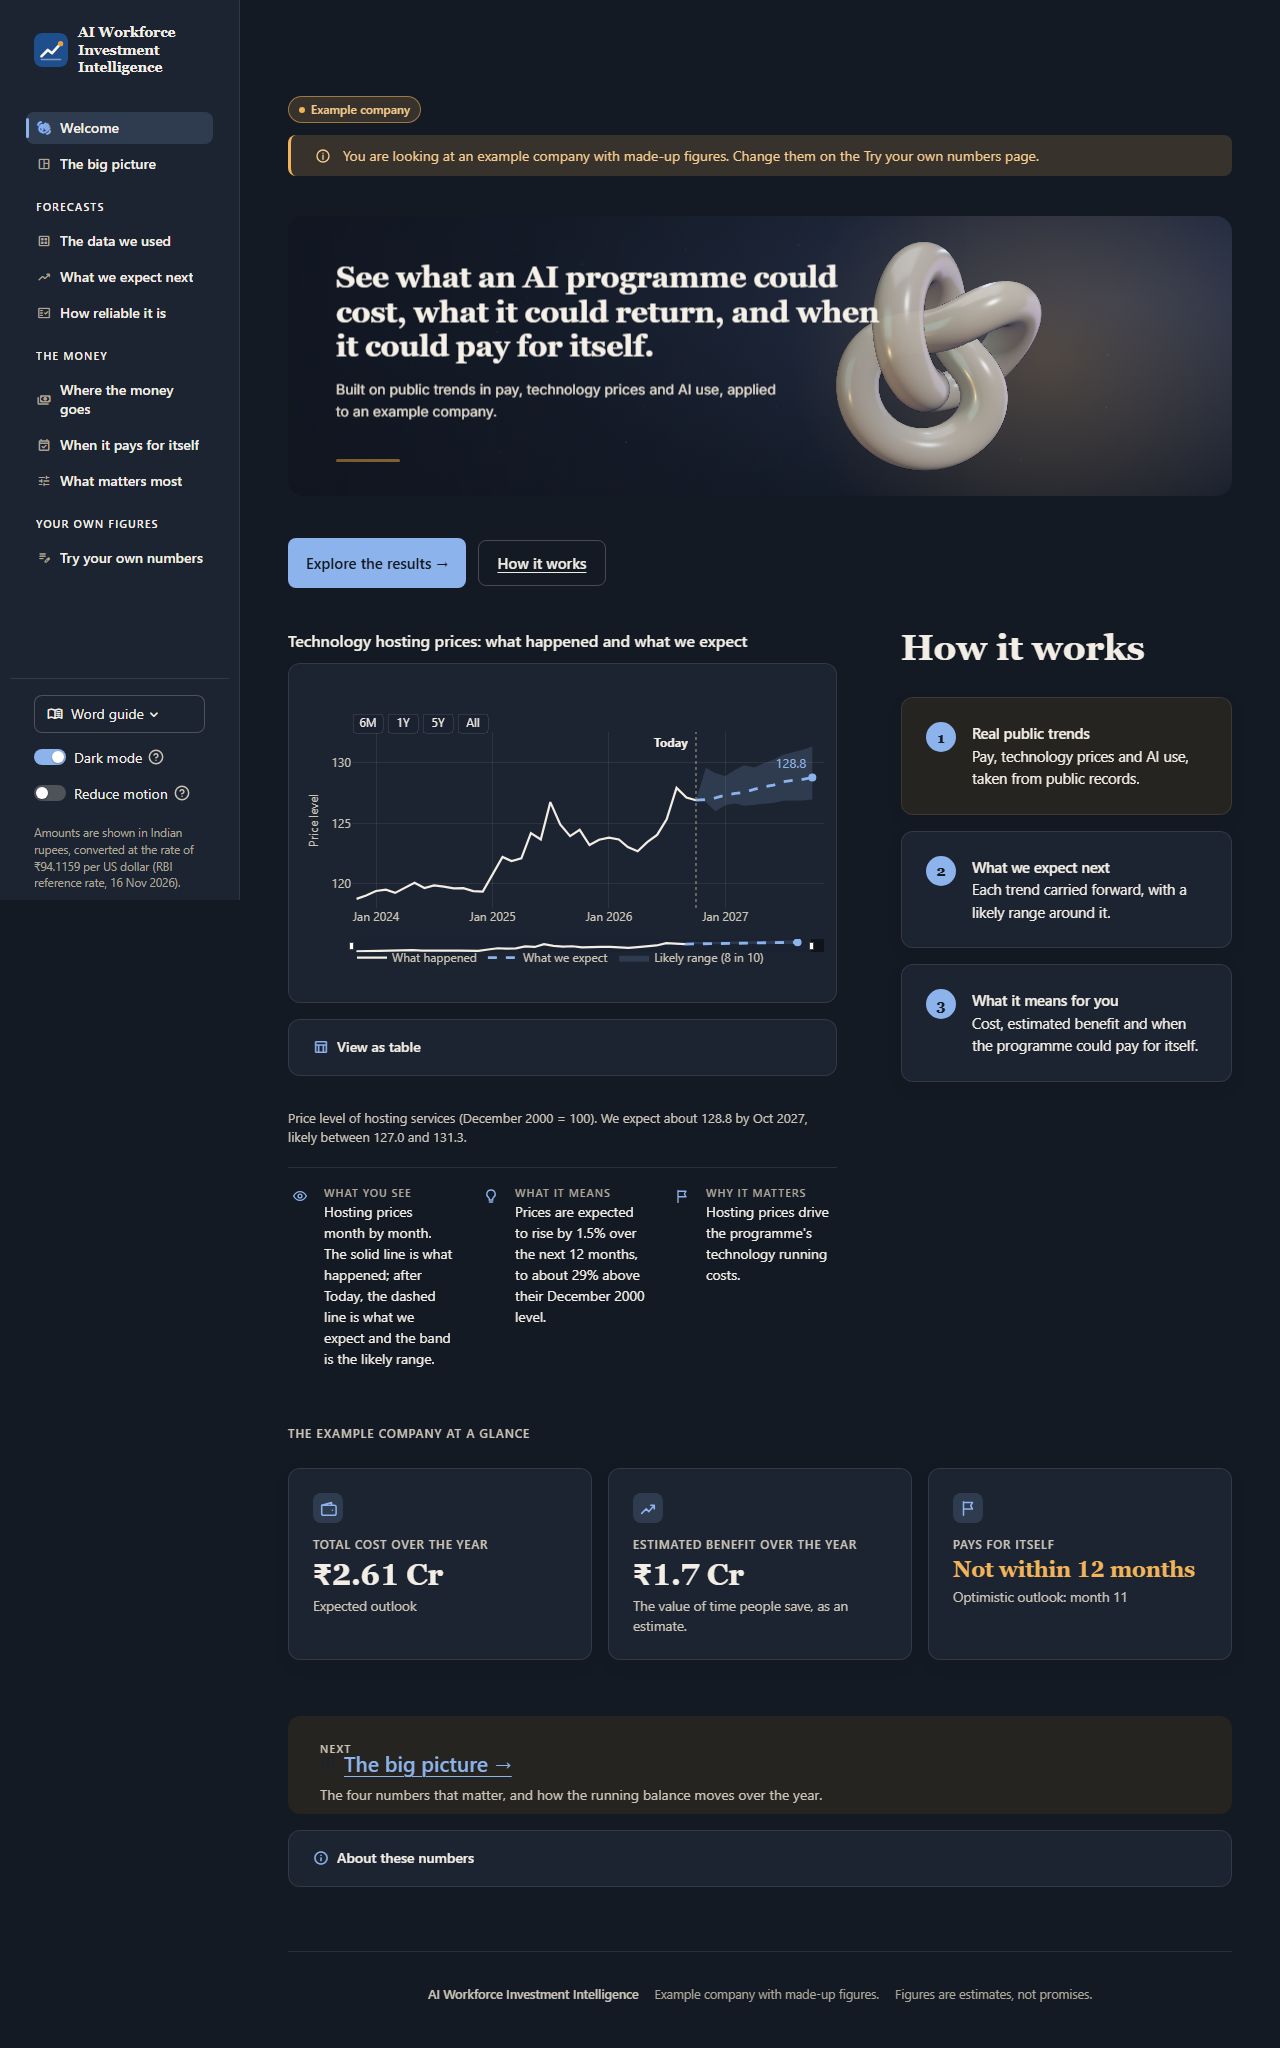 AI Workforce
Investment
Intelligence
Welcome
The big picture
FORECASTS
The data we used
What we expect next
How reliable it is
THE MONEY
Where the money
goes
When it pays for itself
What matters most
YOUR OWN FIGURES
Try your own numbers
Word guide
Dark mode
Reduce motion
Amounts are shown in Indian
rupees, converted at the rate of
₹94.1159 per US dollar (RBI
reference rate, 16 Nov 2026).
Example company
You are looking at an example company with made-up figures. Change them on the Try your own numbers page.
See what an AI programme could
cost, what it could return, and when
it could pay for itself.
Built on public trends in pay, technology prices and AI use, applied
to an example company.
Explore the results →
How it works
Technology hosting prices: what happened and what we expect
6M 1Y 5Y All
Today
128.8
130
125
120
Price level
Jan 2024 Jan 2025 Jan 2026 Jan 2027
What happened What we expect Likely range (8 in 10)
View as table
Price level of hosting services (December 2000 = 100). We expect about 128.8 by Oct 2027,
likely between 127.0 and 131.3.
WHAT YOU SEE
Hosting prices
month by month.
The solid line is what
happened; after
Today, the dashed
line is what we
expect and the band
is the likely range.
WHAT IT MEANS
Prices are expected
to rise by 1.5% over
the next 12 months,
to about 29% above
their December 2000
level.
WHY IT MATTERS
Hosting prices drive
the programme's
technology running
costs.
How it works
1
Real public trends
Pay, technology prices and AI use,
taken from public records.
2
What we expect next
Each trend carried forward, with a
likely range around it.
3
What it means for you
Cost, estimated benefit and when
the programme could pay for itself.
THE EXAMPLE COMPANY AT A GLANCE
TOTAL COST OVER THE YEAR
₹2.61 Cr
Expected outlook
ESTIMATED BENEFIT OVER THE YEAR
₹1.7 Cr
The value of time people save, as an
estimate.
PAYS FOR ITSELF
Not within 12 months
Optimistic outlook: month 11
NEXT
The big picture →
The four numbers that matter, and how the running balance moves over the year.
About these numbers
AI Workforce Investment Intelligence Example company with made-up figures. Figures are estimates, not promises.